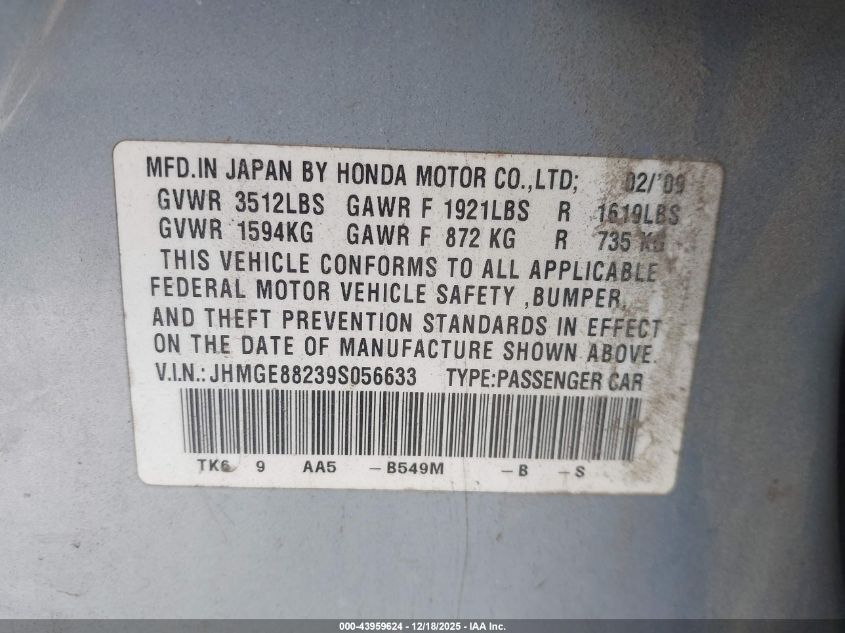 MFD.IN JAPAN BY HONDA MOTOR CO.,LTD; 02/'09
GVWR 3512LBS GAWR F 1921LBS R 1619LBS
GVWR 1594KG GAWR F 872 KG R 735 KG
THIS VEHICLE CONFORMS TO ALL APPLICABLE
FEDERAL MOTOR VEHICLE SAFETY ,BUMPER,
AND THEFT PREVENTION STANDARDS IN EFFECT
ON THE DATE OF MANUFACTURE SHOWN ABOVE.
V.I.N.:JHMGE88239S056633 TYPE:PASSENGER CAR
TK6 9 AA5 -B549M -B -S
000-43959624 - 12/18/2025 - IAA Inc.